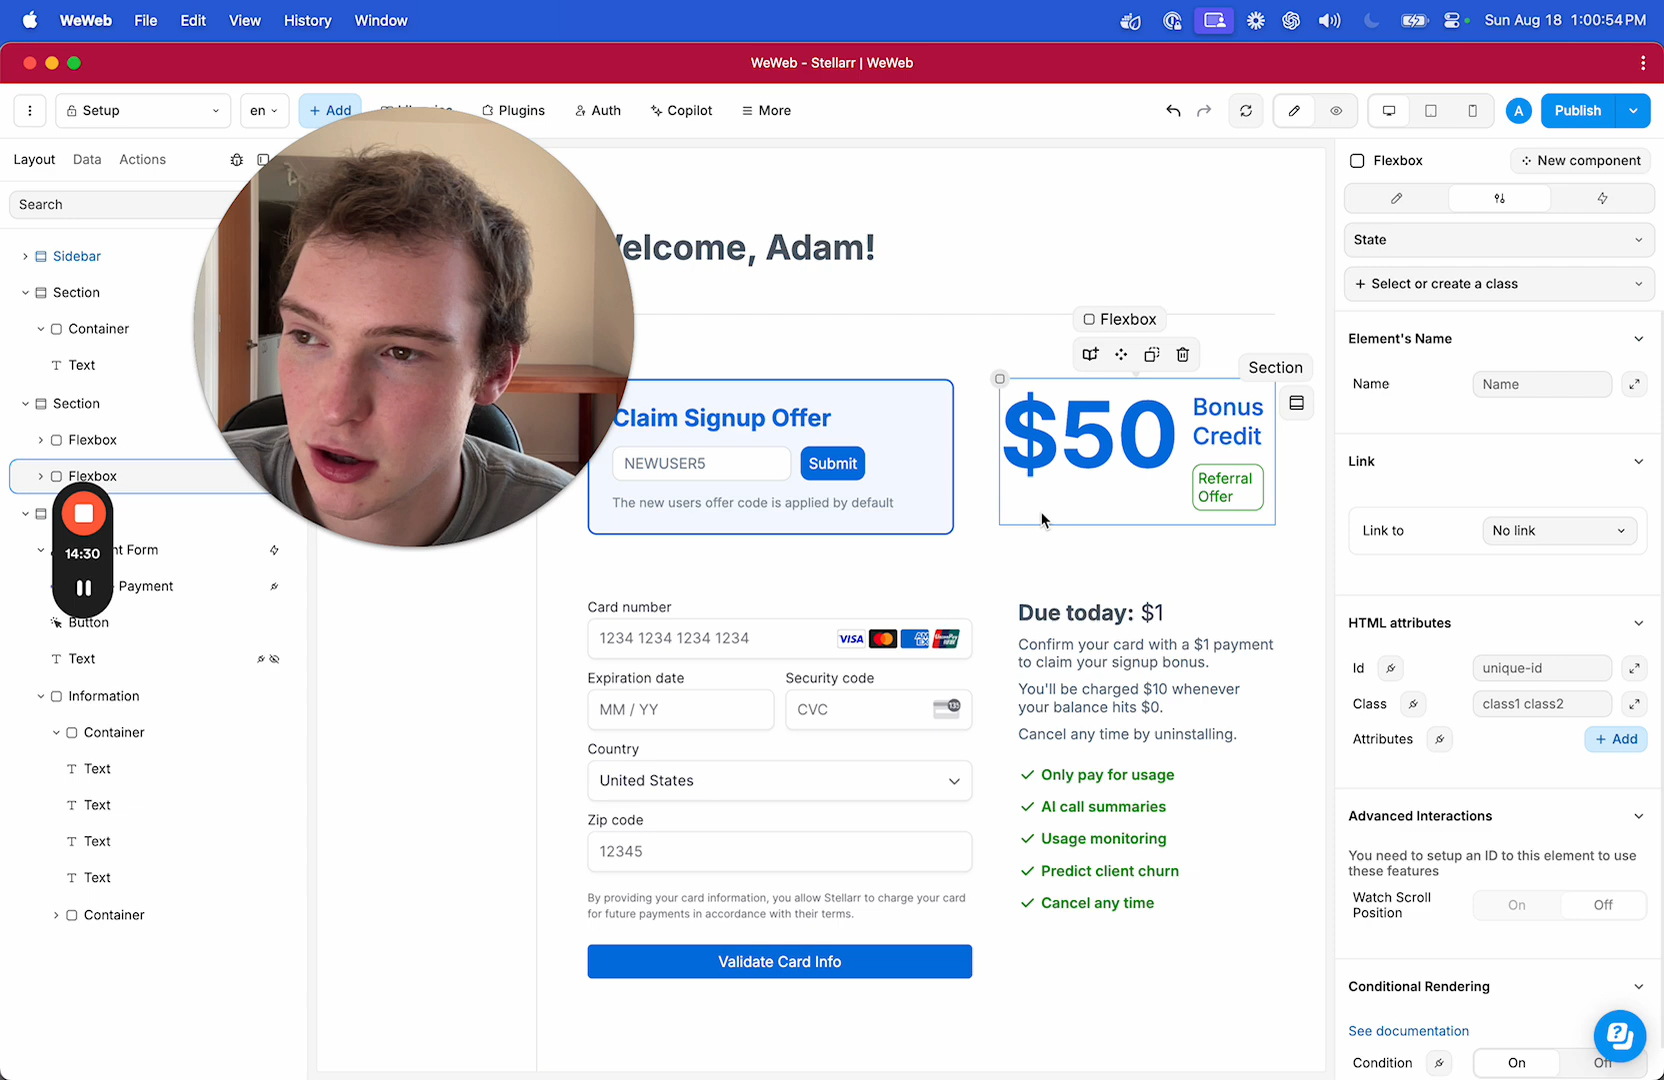 WeWeb File Edit View History Window
Sun Aug 18 1:00:54 PM
WeWeb - Stellarr | WeWeb
Setup
en
+ Add
Plugins
Auth
Copilot
More
A
Publish
Layout Data Actions
Search
Sidebar
Section
Container
Text
Section
Flexbox
Flexbox
14:30
nt Form
Payment
Button
Text
Information
Container
Text
Text
Text
Text
Container
elcome, Adam!
Flexbox
Section
Claim Signup Offer
NEWUSER5
Submit
The new users offer code is applied by default
$50
Bonus
Credit
Referral
Offer
Card number
1234 1234 1234 1234
VISA
Expiration date
MM / YY
Security code
CVC
135
Country
United States
Zip code
12345
By providing your card information, you allow Stellarr to charge your card
for future payments in accordance with their terms.
Validate Card Info
Due today: $1
Confirm your card with a $1 payment
to claim your signup bonus.
You'll be charged $10 whenever
your balance hits $0.
Cancel any time by uninstalling.
Only pay for usage
AI call summaries
Usage monitoring
Predict client churn
Cancel any time
Flexbox
New component
State
+ Select or create a class
Element's Name
Name
Name
Link
Link to
No link
HTML attributes
Id
unique-id
Class
class1 class2
Attributes
+ Add
Advanced Interactions
You need to setup an ID to this element to use
these features
Watch Scroll
Position
On
Off
Conditional Rendering
See documentation
Condition
On